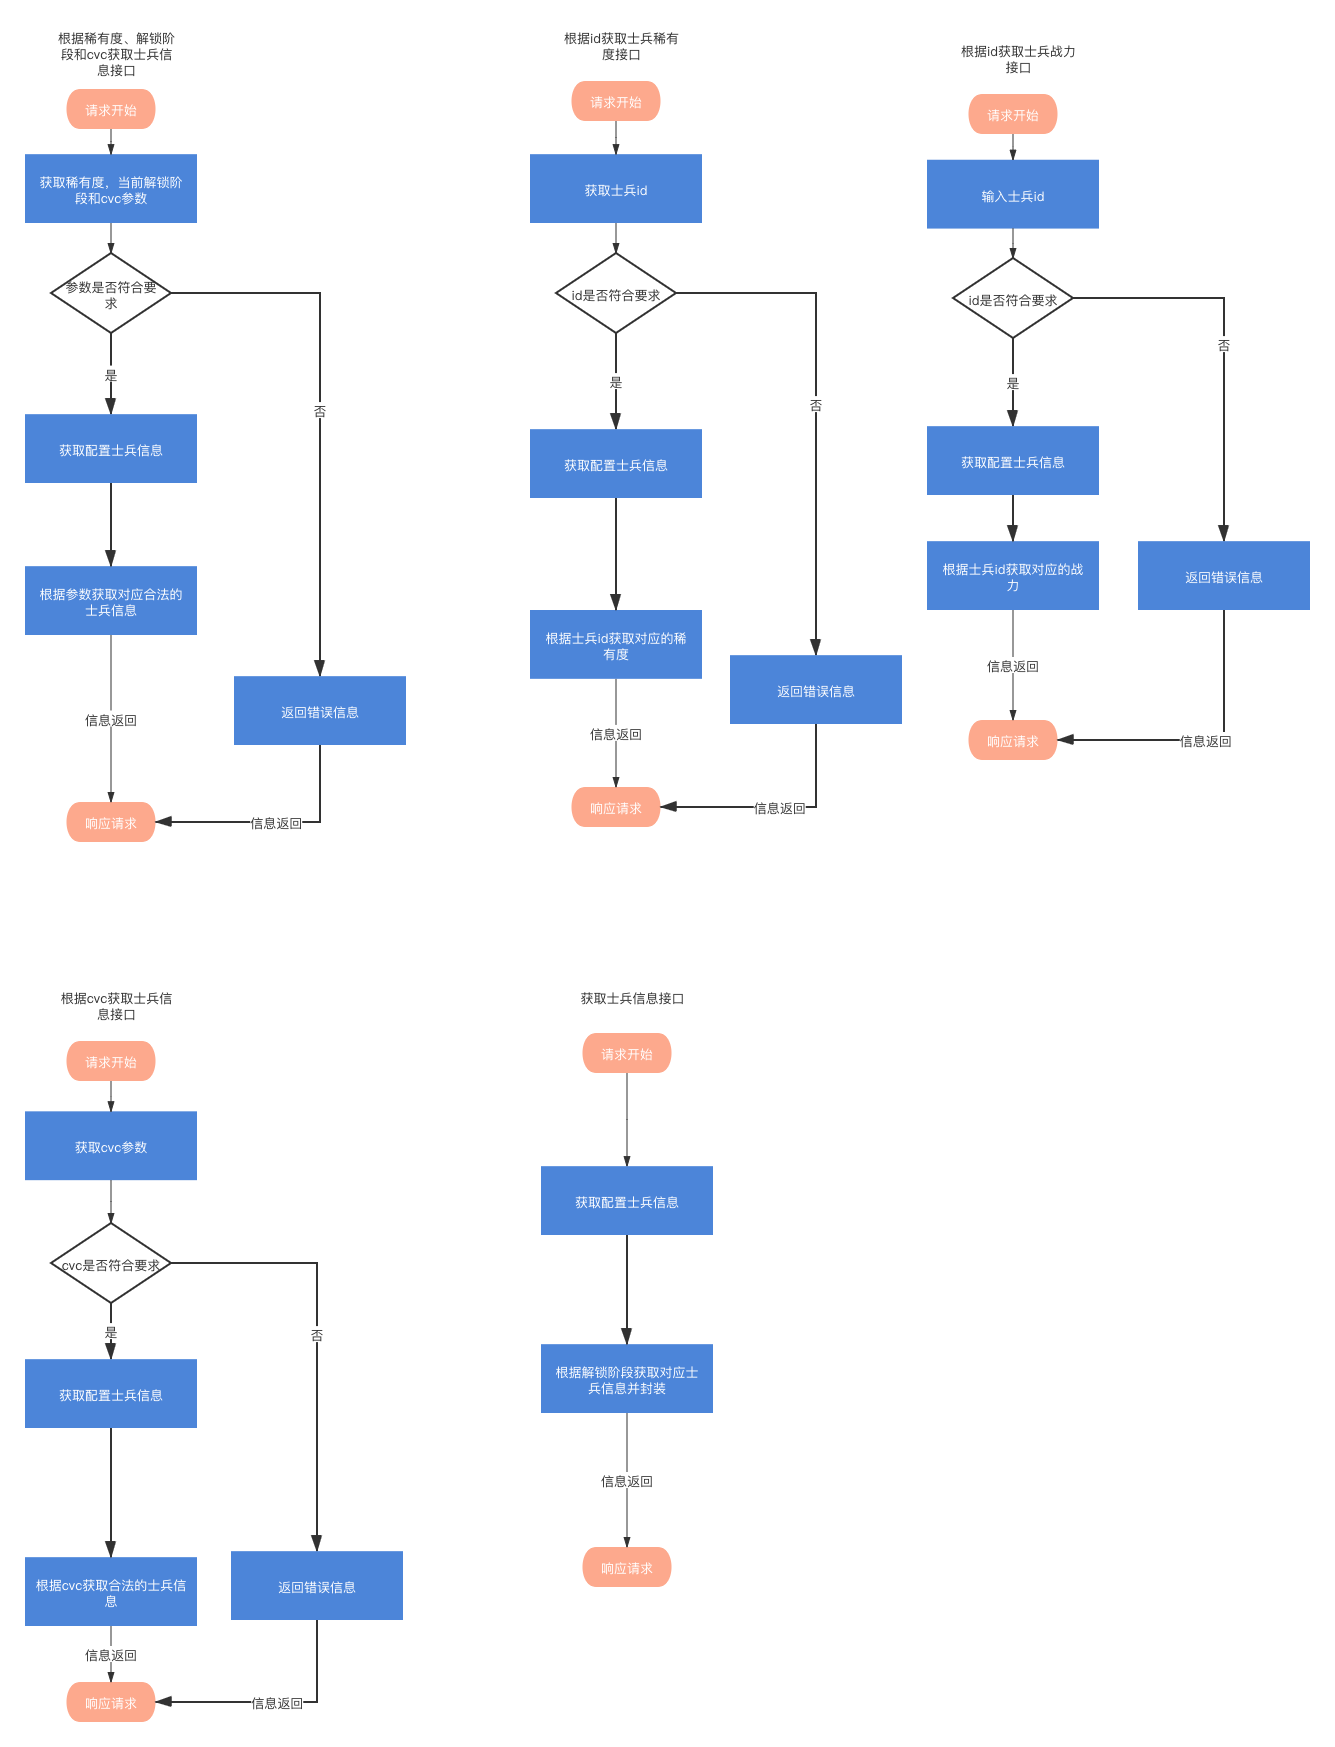 根据稀有度、解锁阶
段和cvc获取士兵信
息接口
请求开始
获取稀有度，当前解锁阶
段和cvc参数
参数是否符合要
求
是
否
获取配置士兵信息
根据参数获取对应合法的
士兵信息
返回错误信息
信息返回
响应请求
信息返回
根据id获取士兵稀有
度接口
请求开始
获取士兵id
id是否符合要求
是
否
获取配置士兵信息
根据士兵id获取对应的稀
有度
返回错误信息
信息返回
响应请求
信息返回
根据id获取士兵战力
接口
请求开始
输入士兵id
id是否符合要求
否
是
获取配置士兵信息
根据士兵id获取对应的战
力
返回错误信息
信息返回
响应请求
信息返回
根据cvc获取士兵信
息接口
请求开始
获取cvc参数
cvc是否符合要求
是
否
获取配置士兵信息
根据cvc获取合法的士兵信
息
返回错误信息
信息返回
响应请求
信息返回
获取士兵信息接口
请求开始
获取配置士兵信息
根据解锁阶段获取对应士
兵信息并封装
信息返回
响应请求